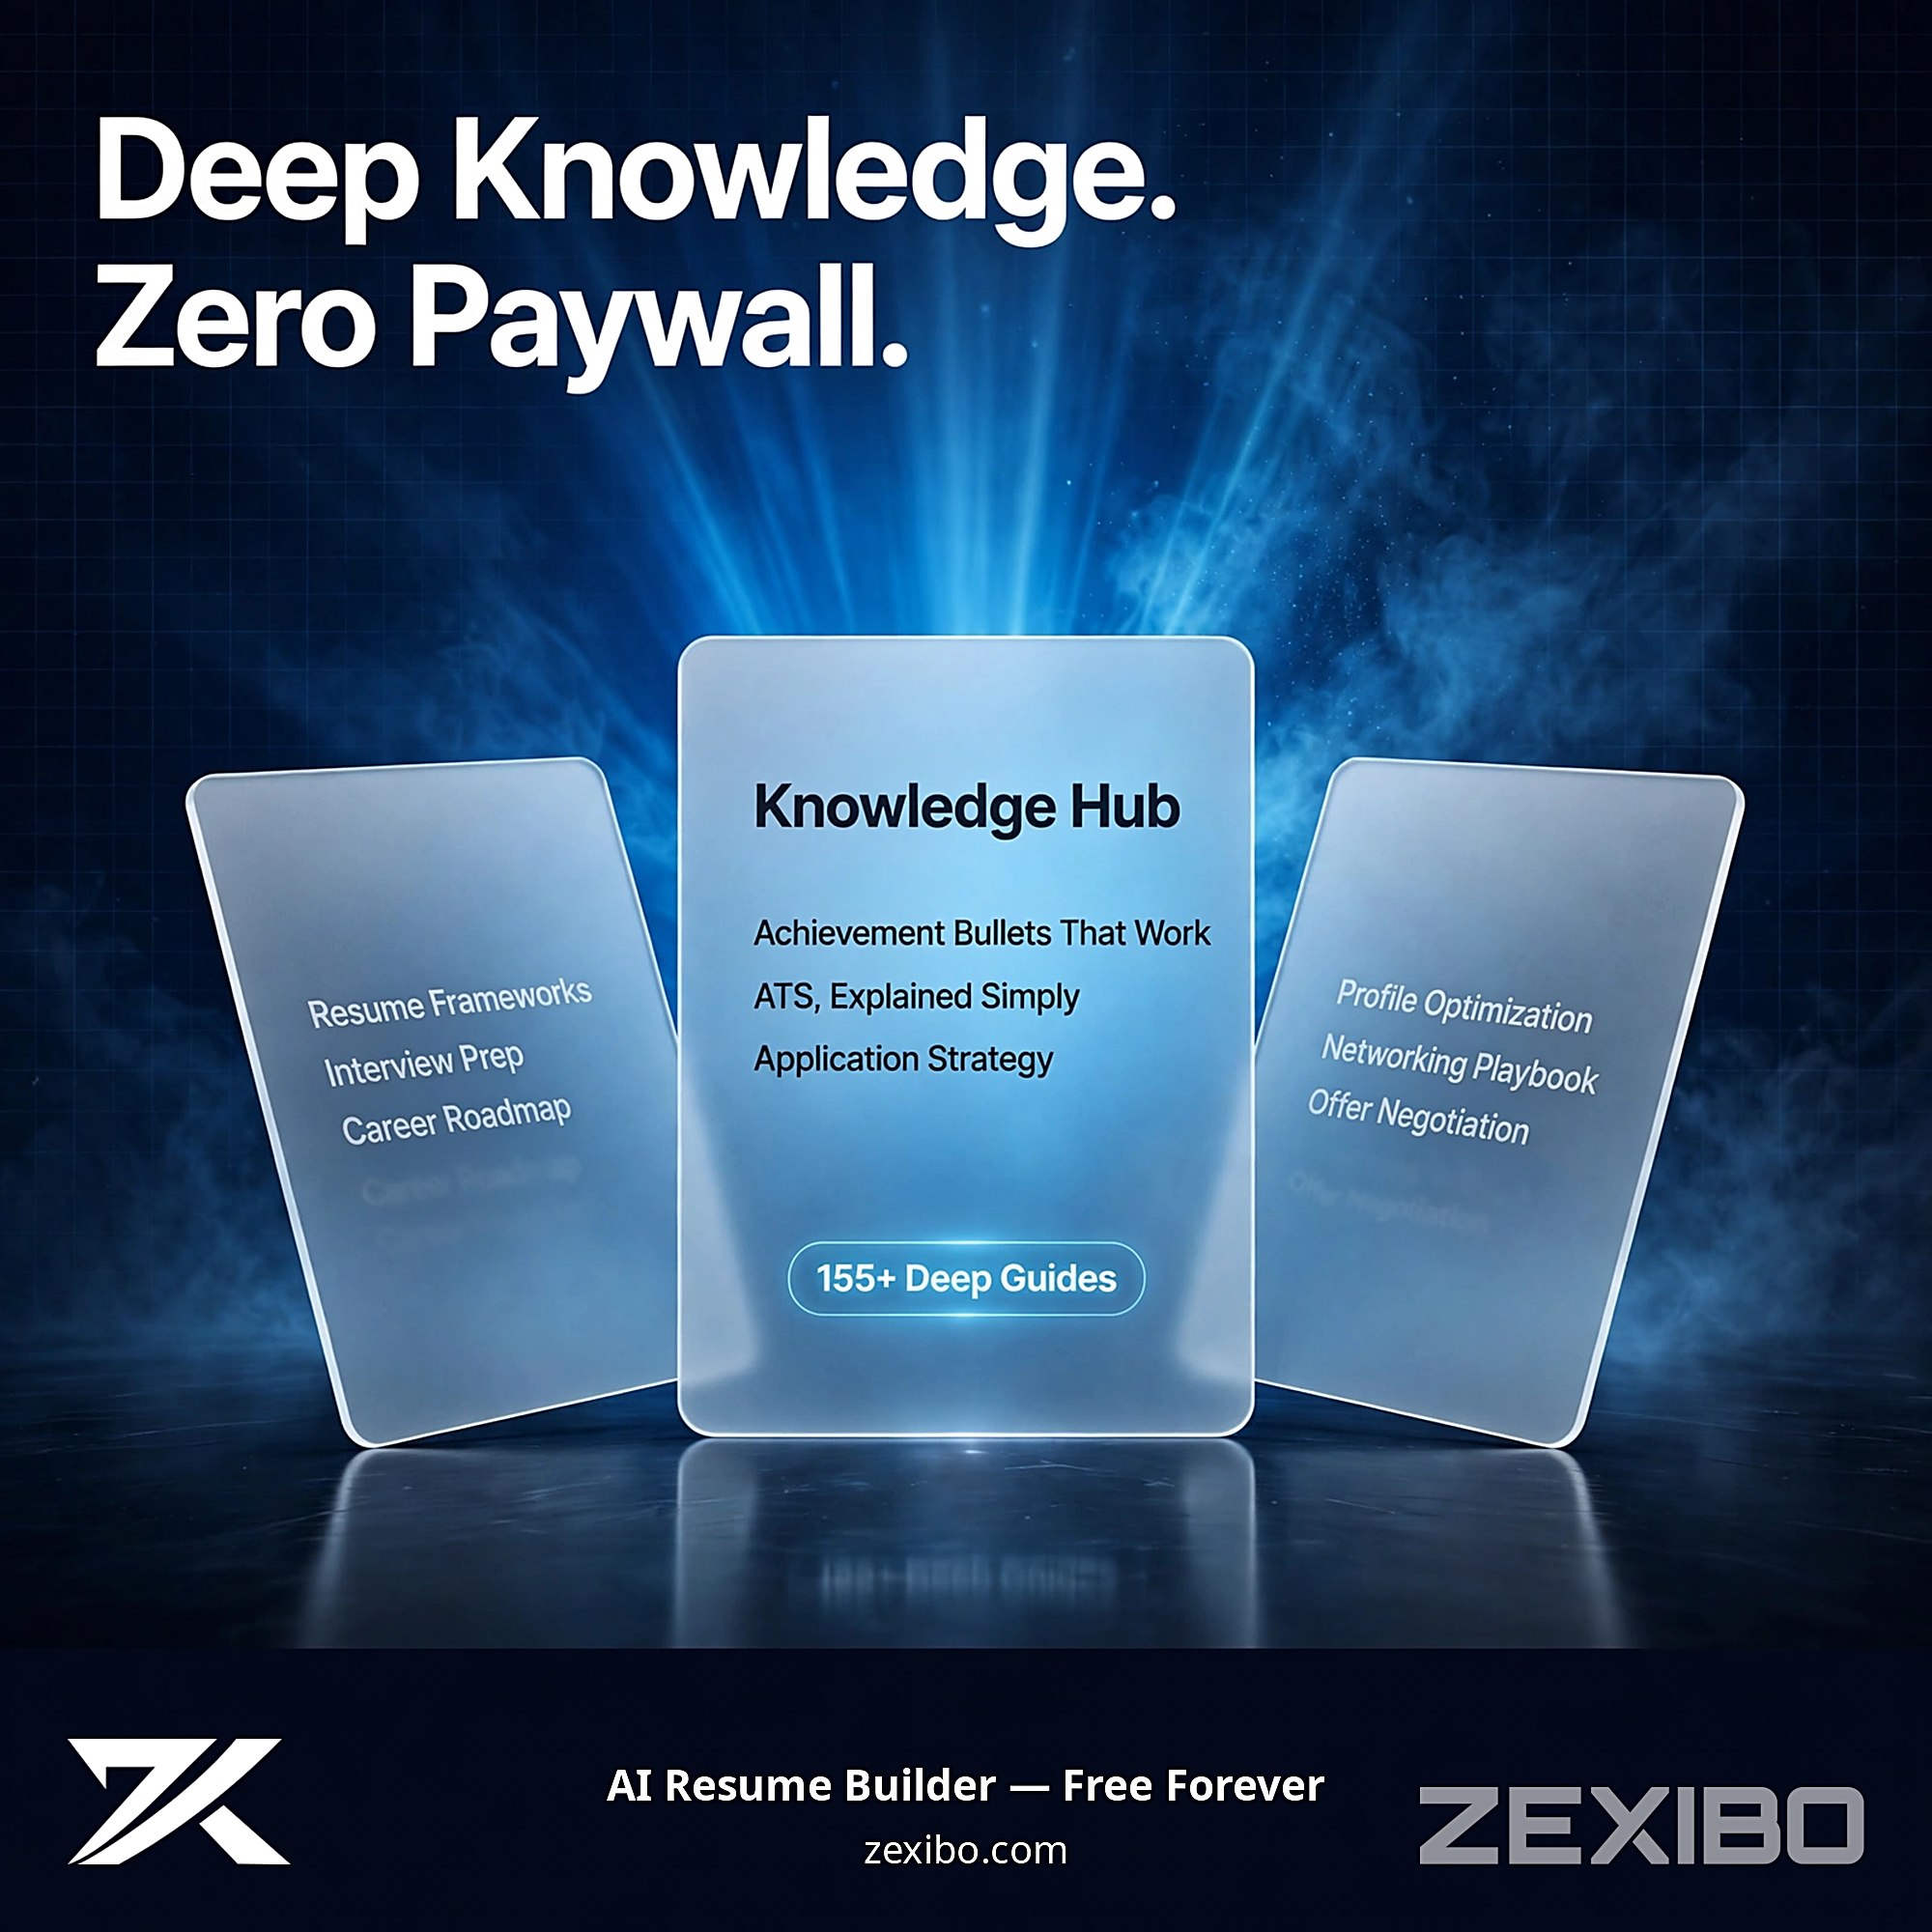 Deep Knowledge.
Zero Paywall.
Resume Frameworks
Interview Prep
Career Roadmap
Knowledge Hub
Achievement Bullets That Work
ATS, Explained Simply
Application Strategy
155+ Deep Guides
Profile Optimization
Networking Playbook
Offer Negotiation
AI Resume Builder — Free Forever
zexibo.com
ZEXIBO